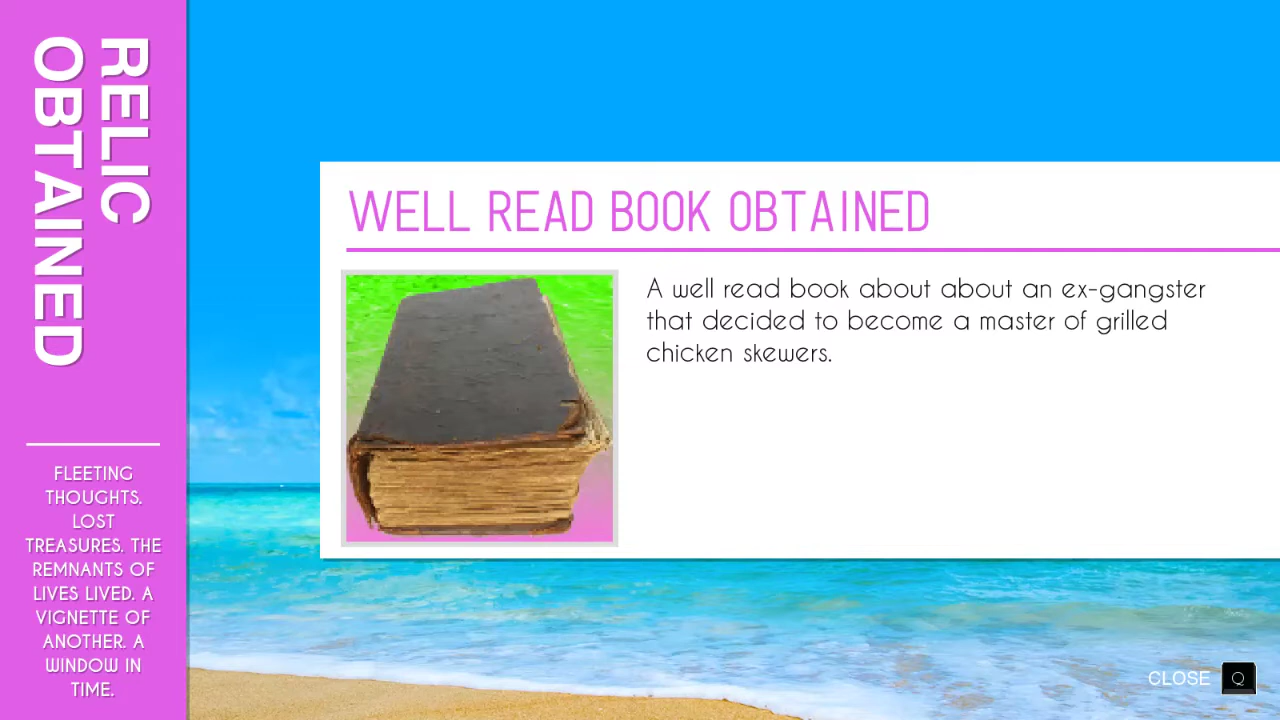 RELIC
OBTAINED
FLEETING
THOUGHTS.
LOST
TREASURES. THE
REMNANTS OF
LIVES LIVED. A
VIGNETTE OF
ANOTHER. A
WINDOW IN
TIME.
WELL READ BOOK OBTAINED
A well read book about about an ex-gangster
that decided to become a master of grilled
chicken skewers.
CLOSE Q